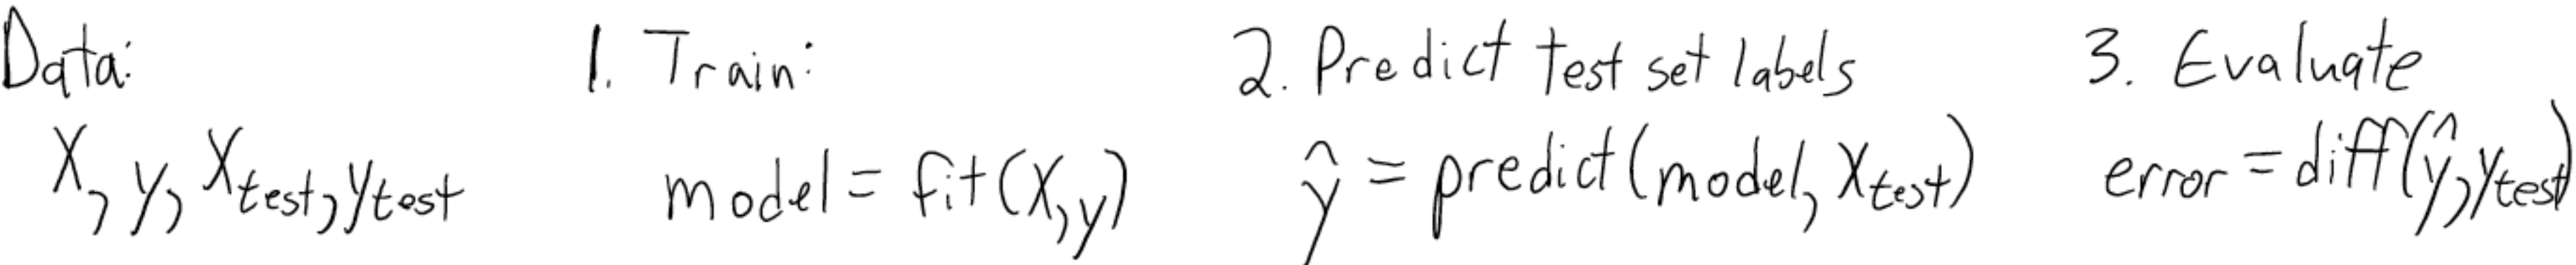 Data:
X, y, Xtest, ytest
1. Train:
model = fit(X,y)
2. Predict test set labels
ŷ = predict(model, Xtest)
3. Evaluate
error = diff(ŷ, ytest)